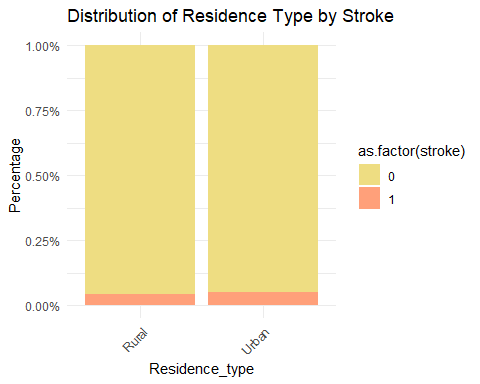 Distribution of Residence Type by Stroke
1.00%
0.75%
0.50%
0.25%
0.00%
Percentage
Rural
Urban
Residence_type
as.factor(stroke)
0
1